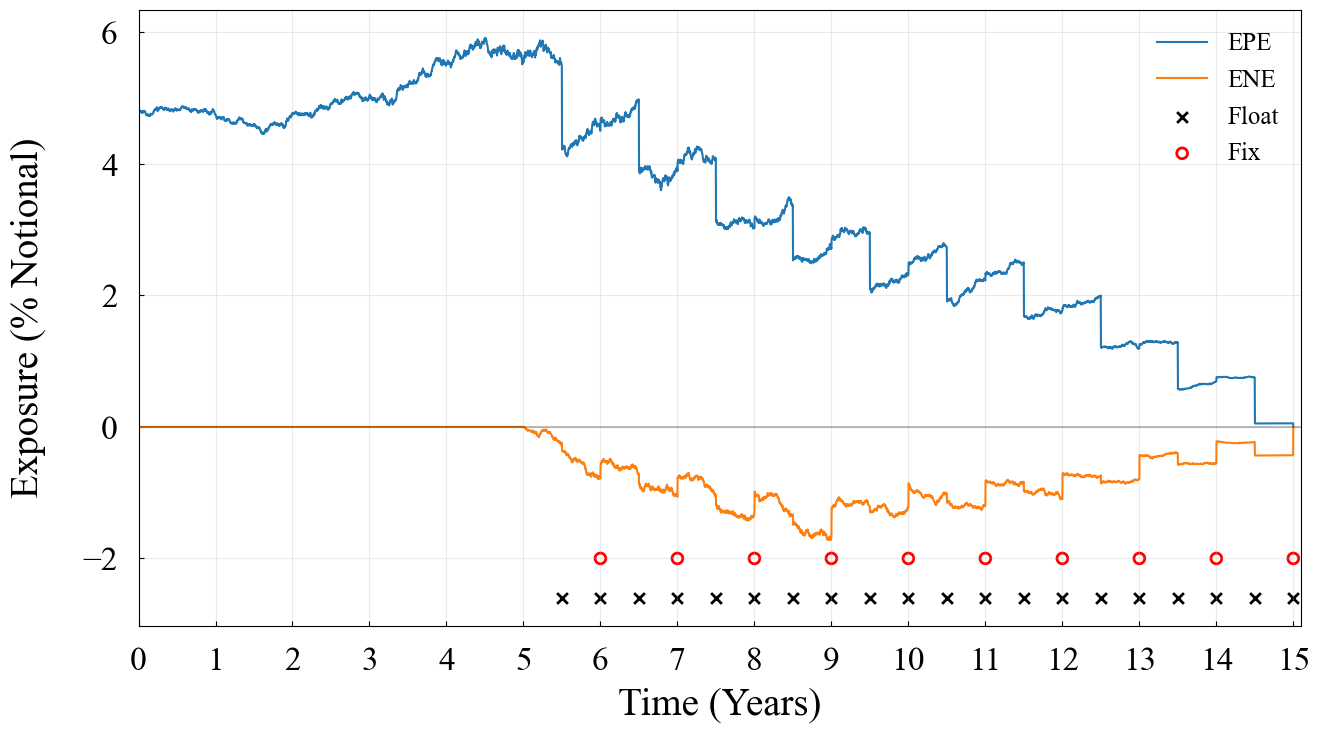 6
4
2
0
−2
Exposure (% Notional)
EPE
ENE
Float
Fix
0 1 2 3 4 5 6 7 8 9 10 11 12 13 14 15
Time (Years)